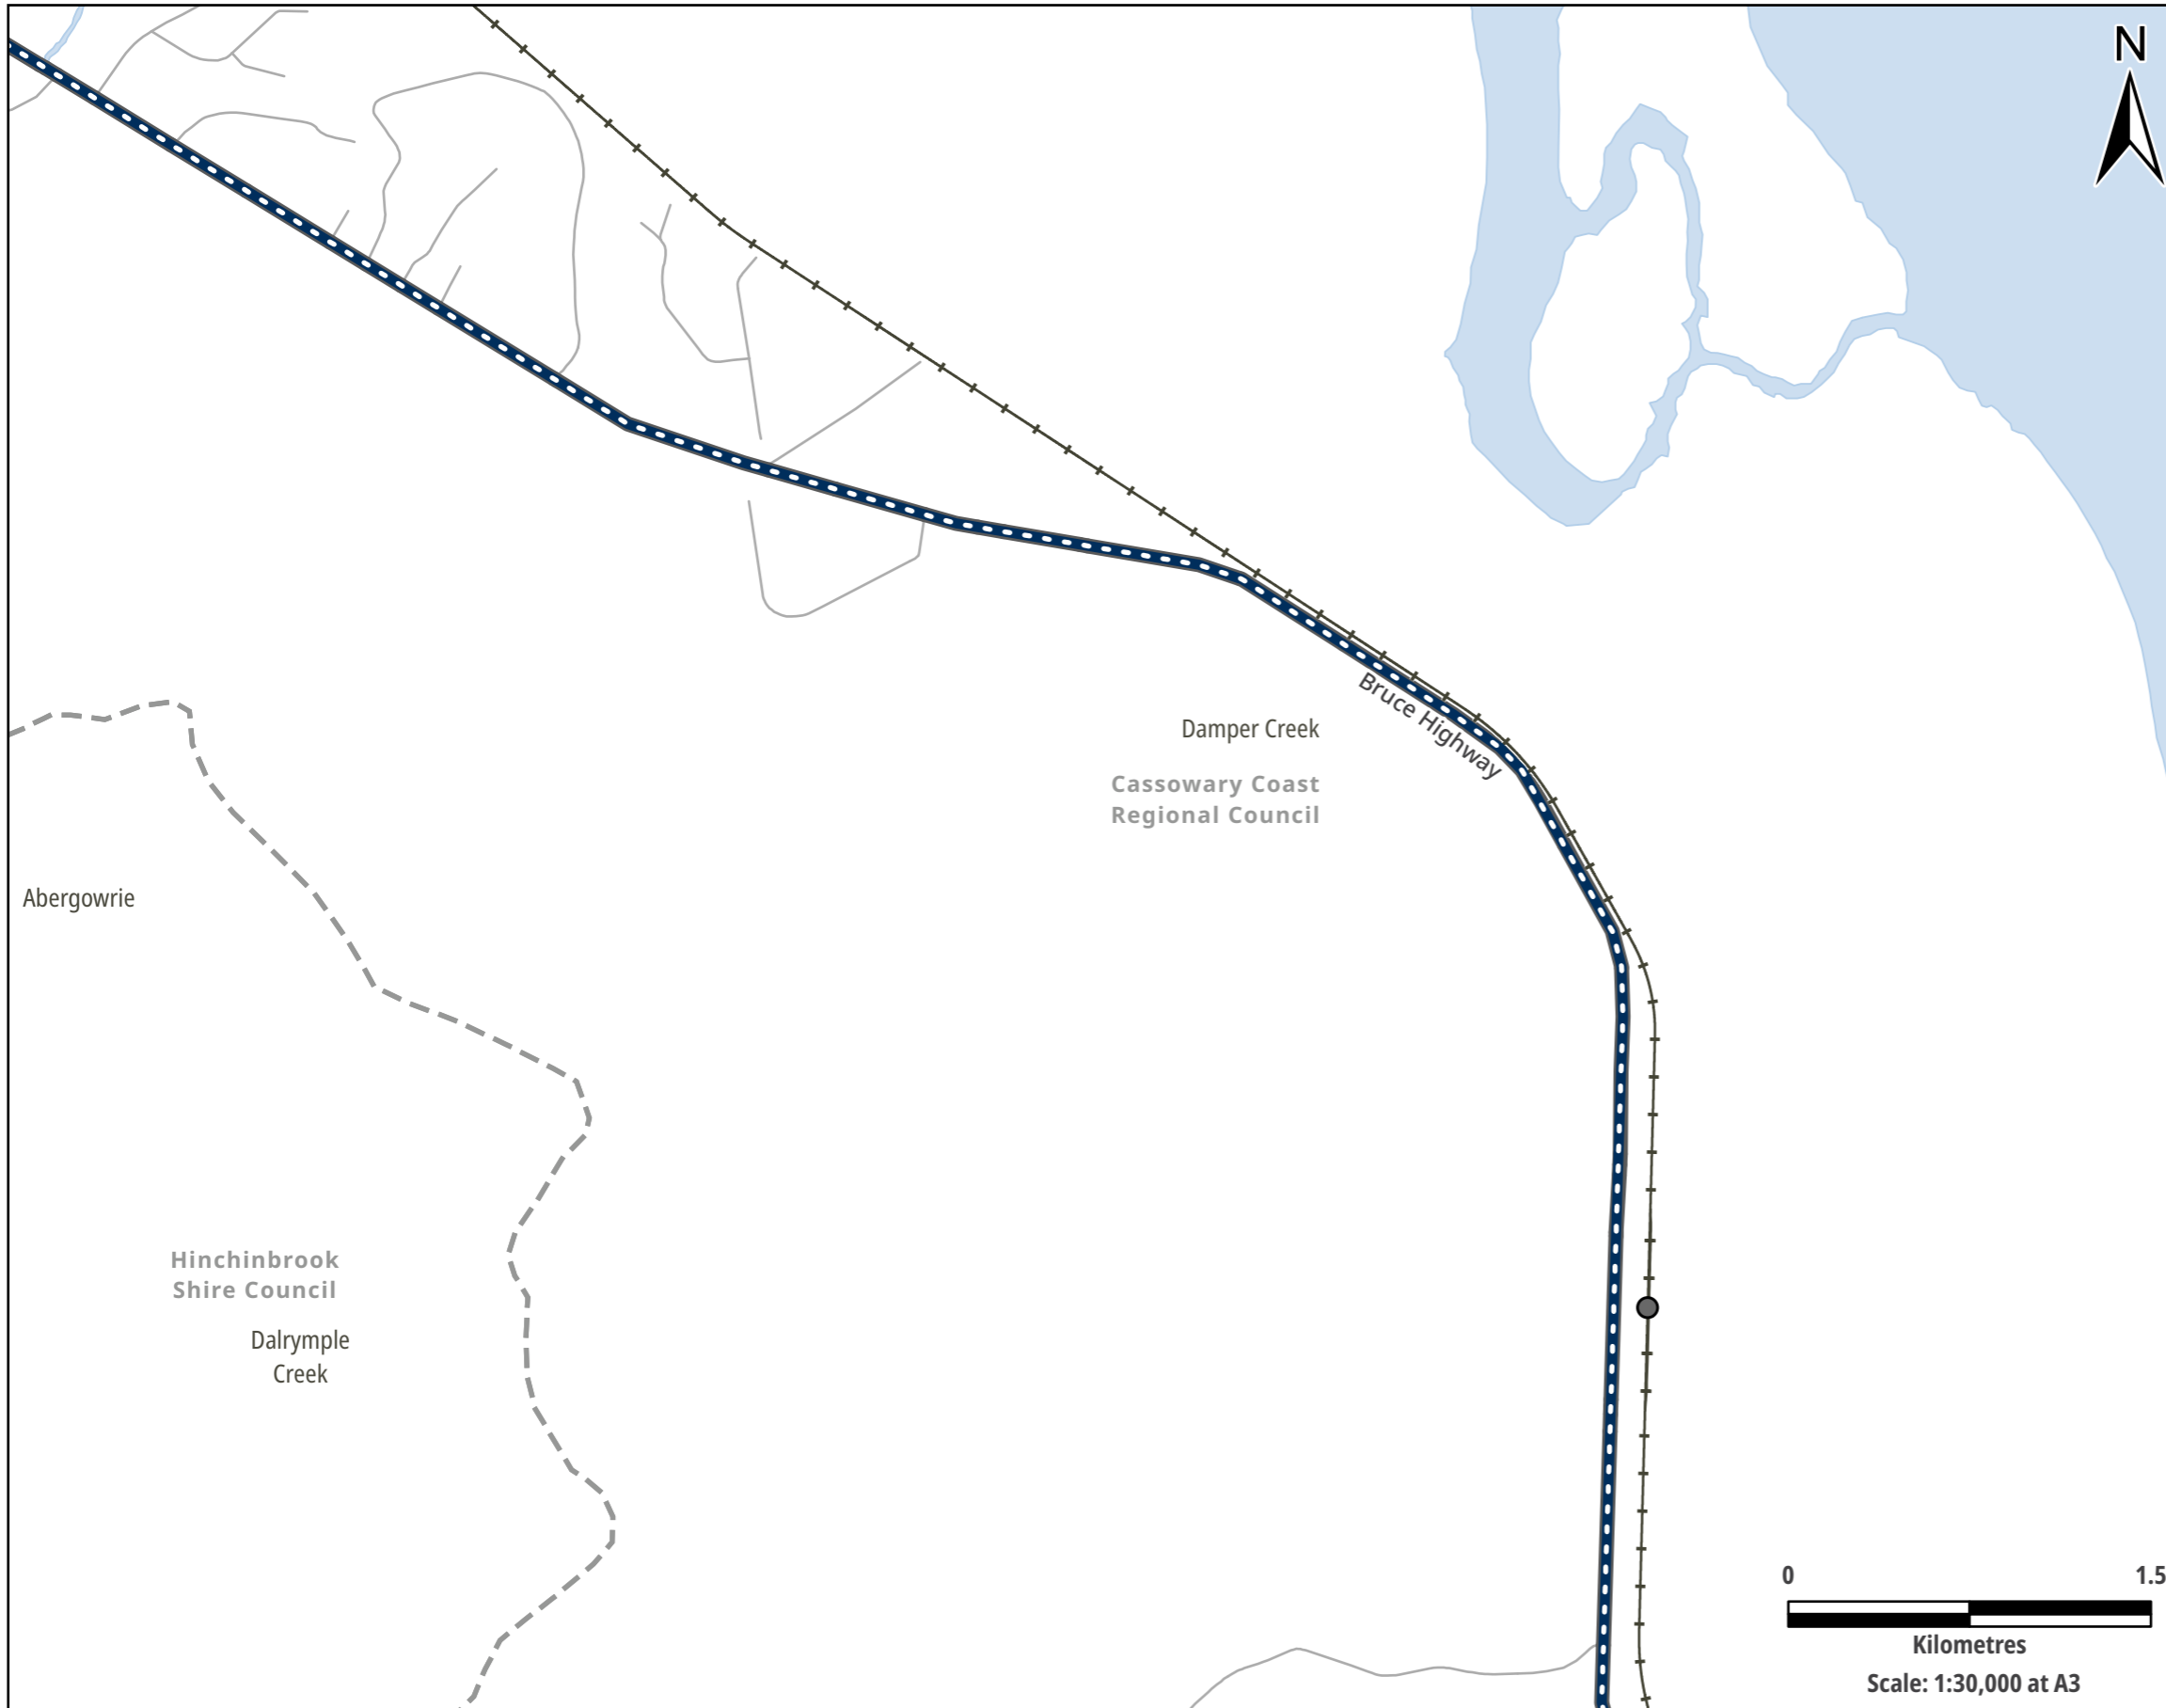 N
Bruce Highway
Damper Creek
Cassowary Coast
Regional Council
Abergowrie
Hinchinbrook
Shire Council
Dalrymple
Creek
0 1.5
Kilometres
Scale: 1:30,000 at A3